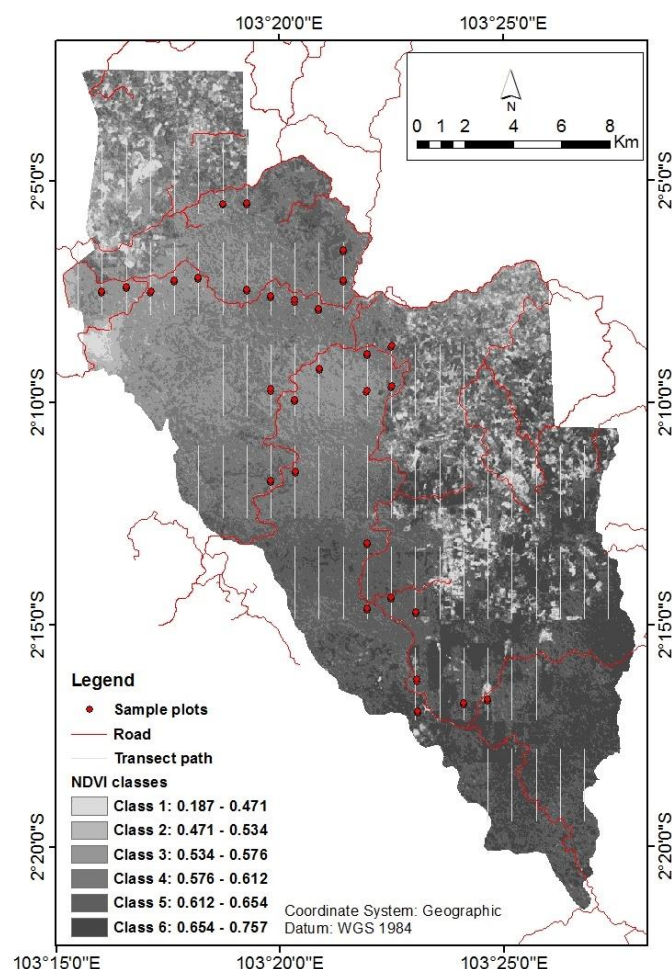 103°20'0"E 103°25'0"E
N
0 1 2 4 6 8
Km
2°5'0"S 2°5'0"S
2°10'0"S 2°10'0"S
2°15'0"S 2°15'0"S
2°20'0"S 2°20'0"S
Legend
Sample plots
Road
Transect path
NDVI classes
Class 1: 0.187 - 0.471
Class 2: 0.471 - 0.534
Class 3: 0.534 - 0.576
Class 4: 0.576 - 0.612
Class 5: 0.612 - 0.654
Class 6: 0.654 - 0.757
Coordinate System: Geographic
Datum: WGS 1984
103°15'0"E 103°20'0"E 103°25'0"E